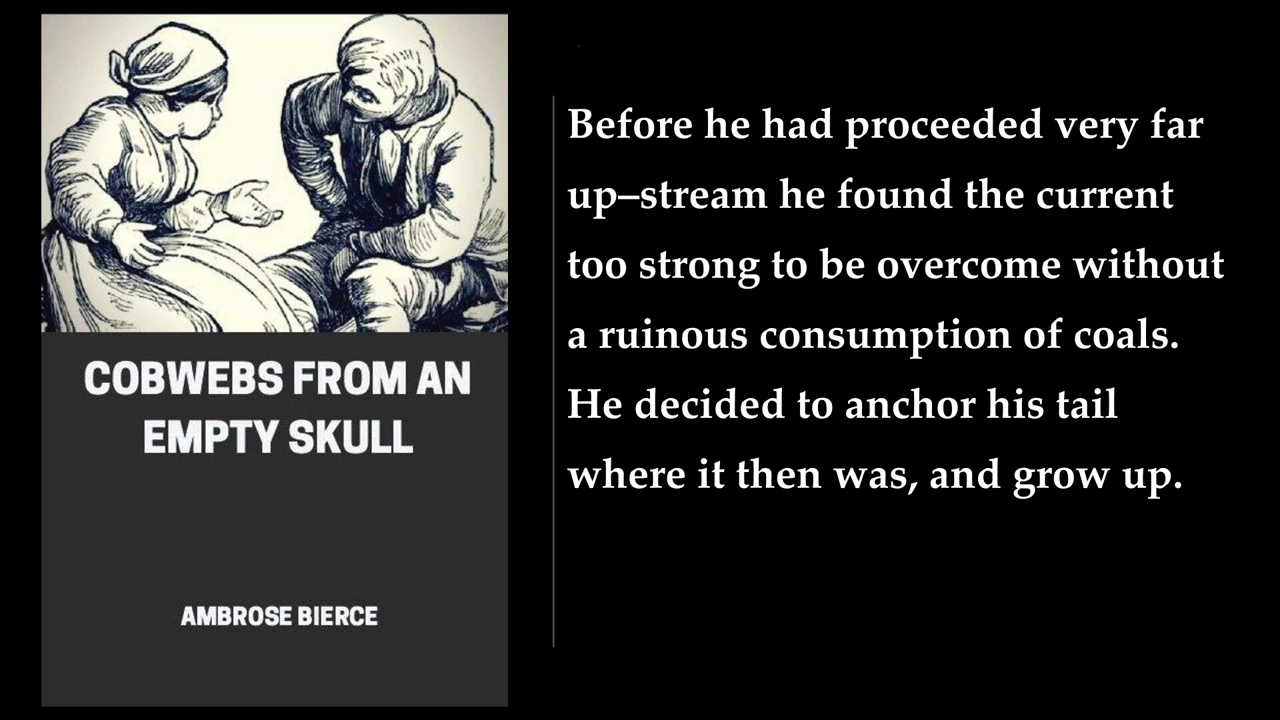 COBWEBS FROM AN
EMPTY SKULL
AMBROSE BIERCE
Before he had proceeded very far
up–stream he found the current
too strong to be overcome without
a ruinous consumption of coals.
He decided to anchor his tail
where it then was, and grow up.